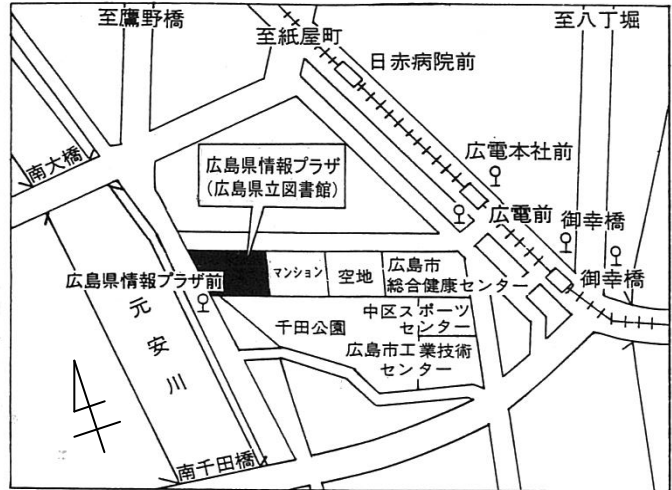 至鷹野橋
至紙屋町
至八丁堀
日赤病院前
南大橋
広島県情報プラザ
(広島県立図書館)
広電本社前
広電前
御幸橋
御幸橋
広島県情報プラザ前
マンション
空地
広島市
総合健康センター
元安川
千田公園
中区スポーツ
センター
広島市工業技術
センター
南千田橋